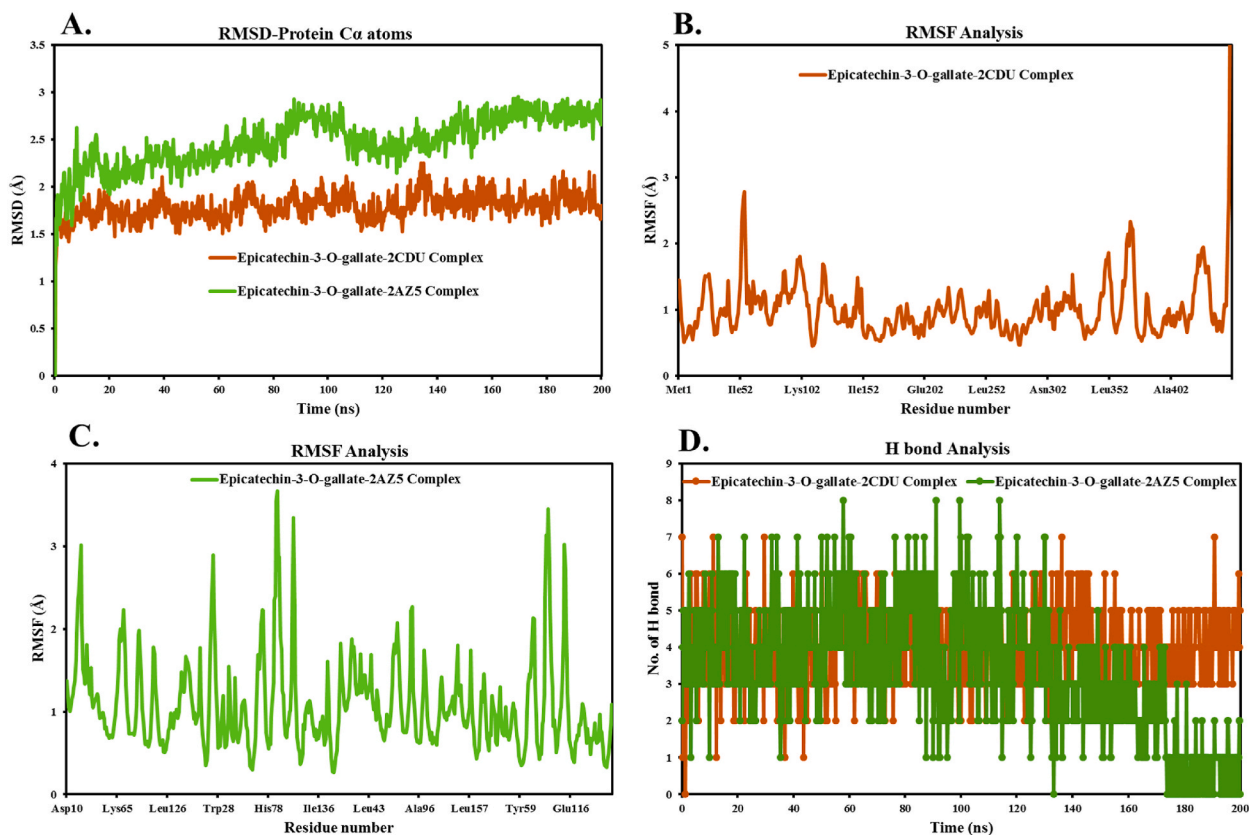 A.
RMSD-Protein Cα atoms
3.5
3
2.5
2
1.5
1
0.5
0
RMSD (Å)
Epicatechin-3-O-gallate-2CDU Complex
Epicatechin-3-O-gallate-2AZ5 Complex
0 20 40 60 80 100 120 140 160 180 200
Time (ns)
B.
RMSF Analysis
5
4
3
2
1
0
RMSF (Å)
Epicatechin-3-O-gallate-2CDU Complex
Met1 Ile52 Lys102 Ile152 Glu202 Leu252 Asn302 Leu352 Ala402
Residue number
C.
RMSF Analysis
4
3
2
1
0
RMSF (Å)
Epicatechin-3-O-gallate-2AZ5 Complex
Asp10 Lys65 Leu126 Trp28 His78 Ile136 Leu43 Ala96 Leu157 Tyr59 Glu116
Residue number
D.
H bond Analysis
9
8
7
6
5
4
3
2
1
0
No. of H bond
Epicatechin-3-O-gallate-2CDU Complex Epicatechin-3-O-gallate-2AZ5 Complex
0 20 40 60 80 100 120 140 160 180 200
Time (ns)